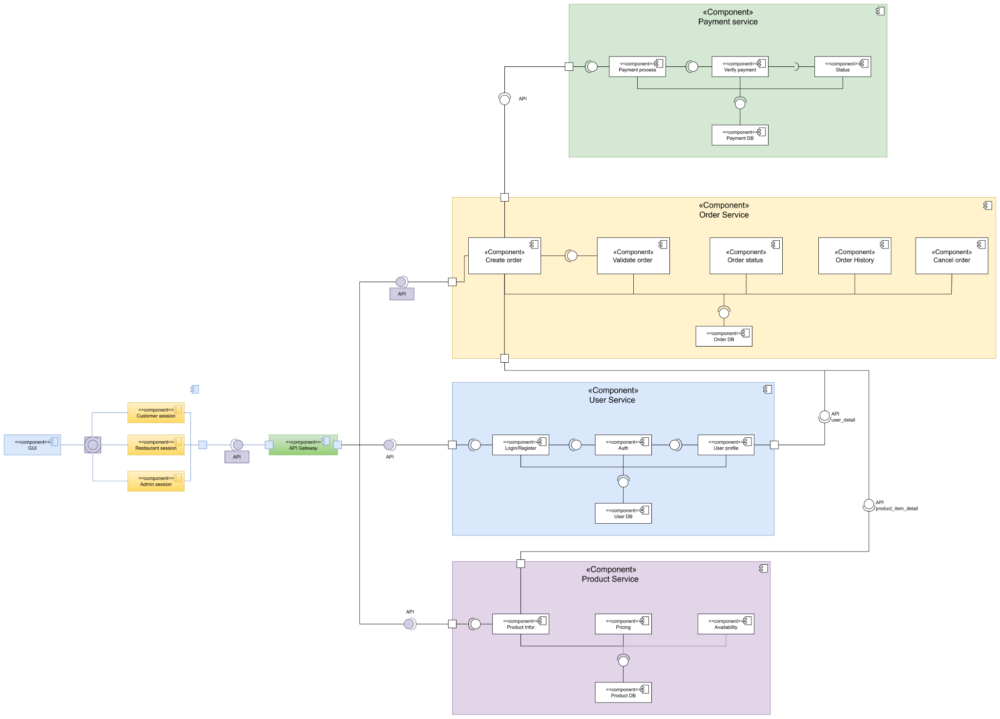 «Component»
Payment service
<<component>>
Payment process
<<component>>
Verify payment
<<component>>
Status
API
<<component>>
Payment DB
«Component»
Order Service
«Component»
Create order
«Component»
Validate order
«Component»
Order status
«Component»
Order History
«Component»
Cancel order
API
<<component>>
Order DB
«Component»
User Service
<<component>>
Customer session
API
user_detail
<<component>>
GUI
<<component>>
Restaurant session
<<component>>
API Gateway
<<component>>
Login/Register
<<component>>
Auth
<<component>>
User profile
API
API
<<component>>
Admin session
<<component>>
User DB
API
product_item_detail
«Component»
Product Service
API
<<component>>
Product Infor
<<component>>
Pricing
<<component>>
Availability
<<component>>
Product DB